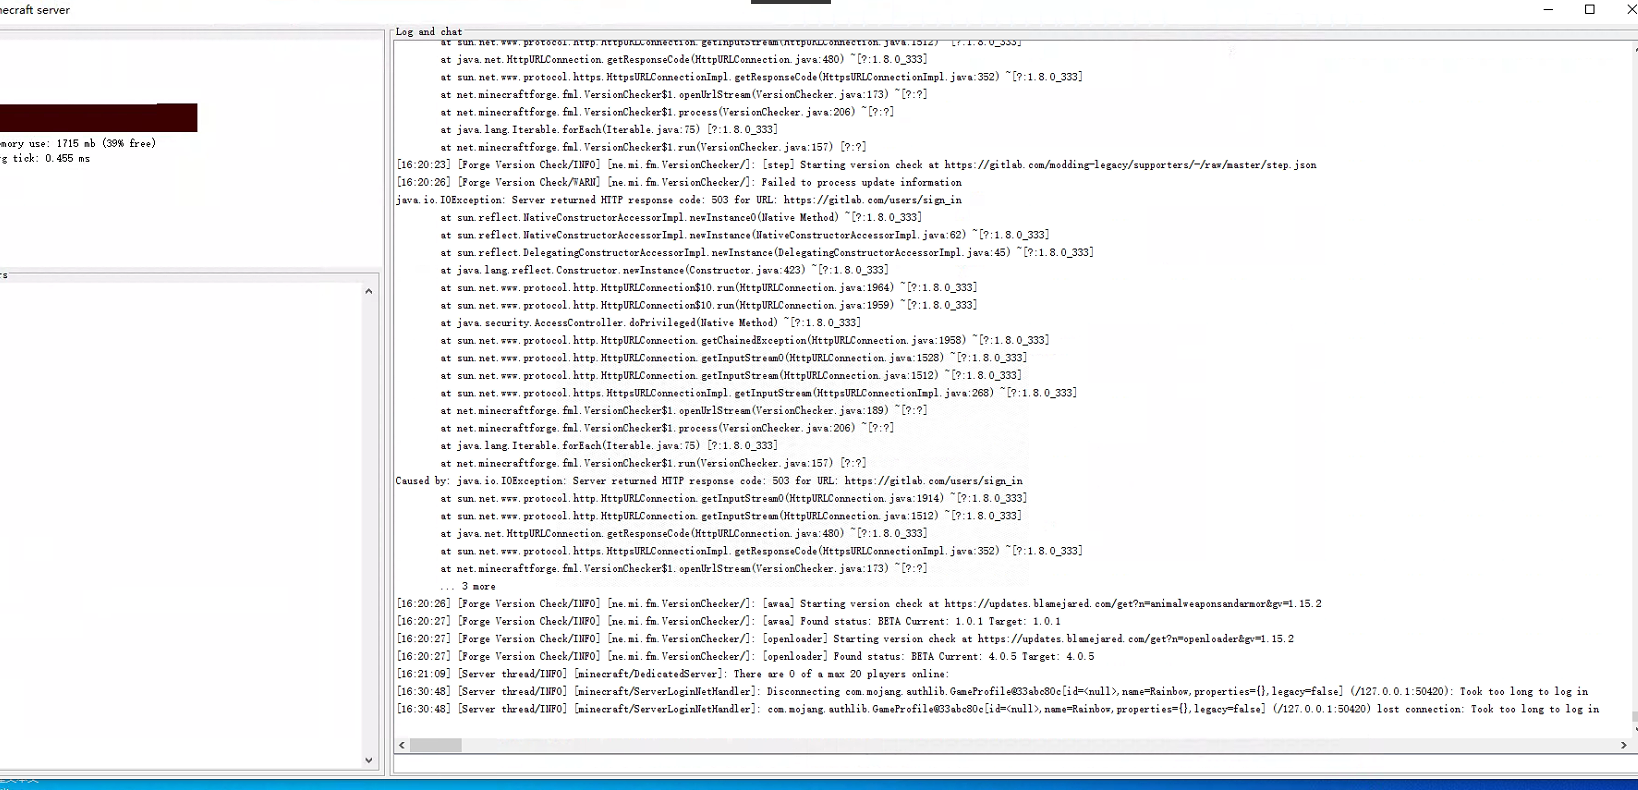 necraft server
Log and chat
at sun.net.www.protocol.http.HttpURLConnection.getInputStream(HttpURLConnection.java:1512) ~[?:1.8.0_333]
at java.net.HttpURLConnection.getResponseCode(HttpURLConnection.java:480) ~[?:1.8.0_333]
at sun.net.www.protocol.https.HttpsURLConnectionImpl.getResponseCode(HttpsURLConnectionImpl.java:352) ~[?:1.8.0_333]
at net.minecraftforge.fml.VersionChecker$1.openUrlStream(VersionChecker.java:173) ~[?:?]
at net.minecraftforge.fml.VersionChecker$1.process(VersionChecker.java:206) ~[?:?]
at java.lang.Iterable.forEach(Iterable.java:75) [?:1.8.0_333]
at net.minecraftforge.fml.VersionChecker$1.run(VersionChecker.java:157) [?:?]
mory use: 1715 mb (39% free)
g tick: 0.455 ms
[16:20:23] [Forge Version Check/INFO] [ne.mi.fm.VersionChecker/]: [step] Starting version check at https://gitlab.com/modding-legacy/supporters/-/raw/master/step.json
[16:20:26] [Forge Version Check/WARN] [ne.mi.fm.VersionChecker/]: Failed to process update information
java.io.IOException: Server returned HTTP response code: 503 for URL: https://gitlab.com/users/sign_in
at sun.reflect.NativeConstructorAccessorImpl.newInstance0(Native Method) ~[?:1.8.0_333]
at sun.reflect.NativeConstructorAccessorImpl.newInstance(NativeConstructorAccessorImpl.java:62) ~[?:1.8.0_333]
at sun.reflect.DelegatingConstructorAccessorImpl.newInstance(DelegatingConstructorAccessorImpl.java:45) ~[?:1.8.0_333]
at java.lang.reflect.Constructor.newInstance(Constructor.java:423) ~[?:1.8.0_333]
at sun.net.www.protocol.http.HttpURLConnection$10.run(HttpURLConnection.java:1964) ~[?:1.8.0_333]
at sun.net.www.protocol.http.HttpURLConnection$10.run(HttpURLConnection.java:1959) ~[?:1.8.0_333]
at java.security.AccessController.doPrivileged(Native Method) ~[?:1.8.0_333]
at sun.net.www.protocol.http.HttpURLConnection.getChainedException(HttpURLConnection.java:1958) ~[?:1.8.0_333]
at sun.net.www.protocol.http.HttpURLConnection.getInputStream0(HttpURLConnection.java:1528) ~[?:1.8.0_333]
at sun.net.www.protocol.http.HttpURLConnection.getInputStream(HttpURLConnection.java:1512) ~[?:1.8.0_333]
at sun.net.www.protocol.https.HttpsURLConnectionImpl.getInputStream(HttpsURLConnectionImpl.java:268) ~[?:1.8.0_333]
at net.minecraftforge.fml.VersionChecker$1.openUrlStream(VersionChecker.java:189) ~[?:?]
at net.minecraftforge.fml.VersionChecker$1.process(VersionChecker.java:206) ~[?:?]
at java.lang.Iterable.forEach(Iterable.java:75) [?:1.8.0_333]
at net.minecraftforge.fml.VersionChecker$1.run(VersionChecker.java:157) [?:?]
Caused by: java.io.IOException: Server returned HTTP response code: 503 for URL: https://gitlab.com/users/sign_in
at sun.net.www.protocol.http.HttpURLConnection.getInputStream0(HttpURLConnection.java:1914) ~[?:1.8.0_333]
at sun.net.www.protocol.http.HttpURLConnection.getInputStream(HttpURLConnection.java:1512) ~[?:1.8.0_333]
at java.net.HttpURLConnection.getResponseCode(HttpURLConnection.java:480) ~[?:1.8.0_333]
at sun.net.www.protocol.https.HttpsURLConnectionImpl.getResponseCode(HttpsURLConnectionImpl.java:352) ~[?:1.8.0_333]
at net.minecraftforge.fml.VersionChecker$1.openUrlStream(VersionChecker.java:173) ~[?:?]
... 3 more
[16:20:26] [Forge Version Check/INFO] [ne.mi.fm.VersionChecker/]: [awaa] Starting version check at https://updates.blamejared.com/get?n=animalweaponsandarmor&gv=1.15.2
[16:20:27] [Forge Version Check/INFO] [ne.mi.fm.VersionChecker/]: [awaa] Found status: BETA Current: 1.0.1 Target: 1.0.1
[16:20:27] [Forge Version Check/INFO] [ne.mi.fm.VersionChecker/]: [openloader] Starting version check at https://updates.blamejared.com/get?n=openloader&gv=1.15.2
[16:20:27] [Forge Version Check/INFO] [ne.mi.fm.VersionChecker/]: [openloader] Found status: BETA Current: 4.0.5 Target: 4.0.5
[16:21:09] [Server thread/INFO] [minecraft/DedicatedServer]: There are 0 of a max 20 players online:
[16:30:48] [Server thread/INFO] [minecraft/ServerLoginNetHandler]: Disconnecting com.mojang.authlib.GameProfile@33abc80c[id=<null>,name=Rainbow,properties={},legacy=false] (/127.0.0.1:50420): Took too long to log in
[16:30:48] [Server thread/INFO] [minecraft/ServerLoginNetHandler]: com.mojang.authlib.GameProfile@33abc80c[id=<null>,name=Rainbow,properties={},legacy=false] (/127.0.0.1:50420) lost connection: Took too long to log in